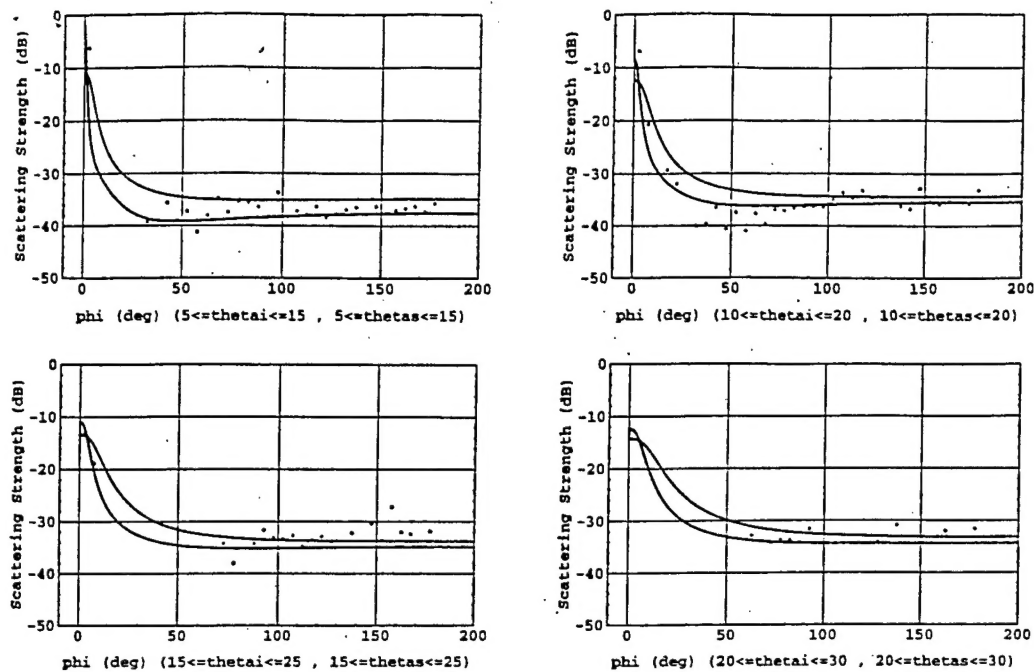 Scattering Strength (dB)
0
-10
-20
-30
-40
-50
0 50 100 150 200
phi (deg) (5<=thetai<=15 , 5<=thetas<=15)
Scattering Strength (dB)
0
-10
-20
-30
-40
-50
0 50 100 150 200
phi (deg) (10<=thetai<=20 , 10<=thetas<=20)
Scattering Strength (dB)
0
-10
-20
-30
-40
-50
0 50 100 150 200
phi (deg) (15<=thetai<=25 , 15<=thetas<=25)
Scattering Strength (dB)
0
-10
-20
-30
-40
-50
0 50 100 150 200
phi (deg) (20<=thetai<=30 , 20<=thetas<=30)